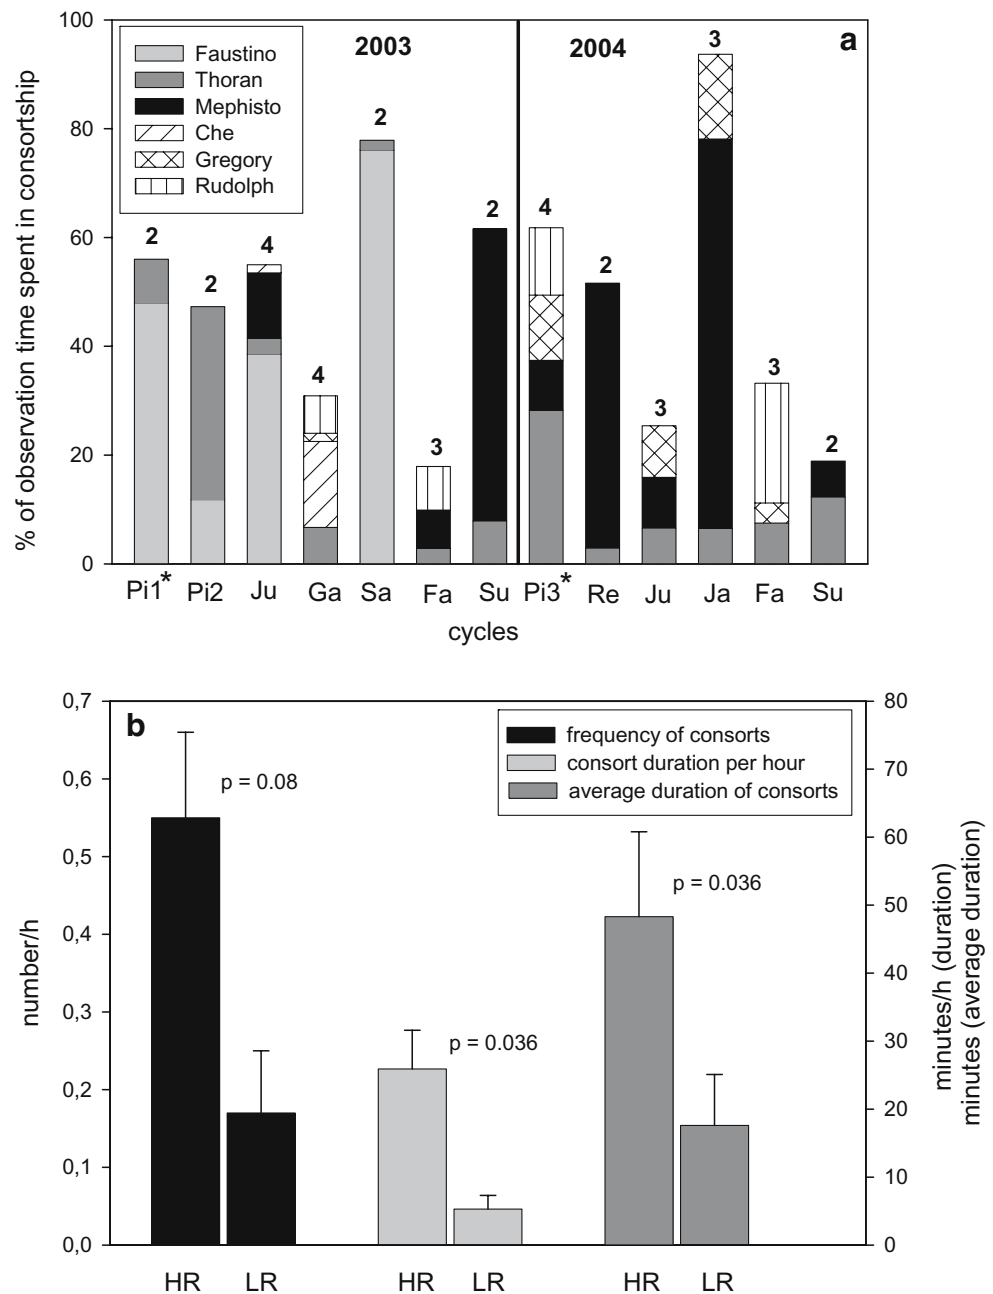 100
80
60
40
20
0
% of observation time spent in consortship
2003
2004
a
Faustino
Thoran
Mephisto
Che
Gregory
Rudolph
2
2
4
4
2
3
2
4
2
3
3
3
2
Pi1*
Pi2
Ju
Ga
Sa
Fa
Su
Pi3*
Re
Ju
Ja
Fa
Su
cycles
b
0,7
0,6
0,5
0,4
0,3
0,2
0,1
0,0
number/h
frequency of consorts
consort duration per hour
average duration of consorts
p = 0.08
p = 0.036
p = 0.036
80
70
60
50
40
30
20
10
0
minutes/h (duration)
minutes (average duration)
HR
LR
HR
LR
HR
LR